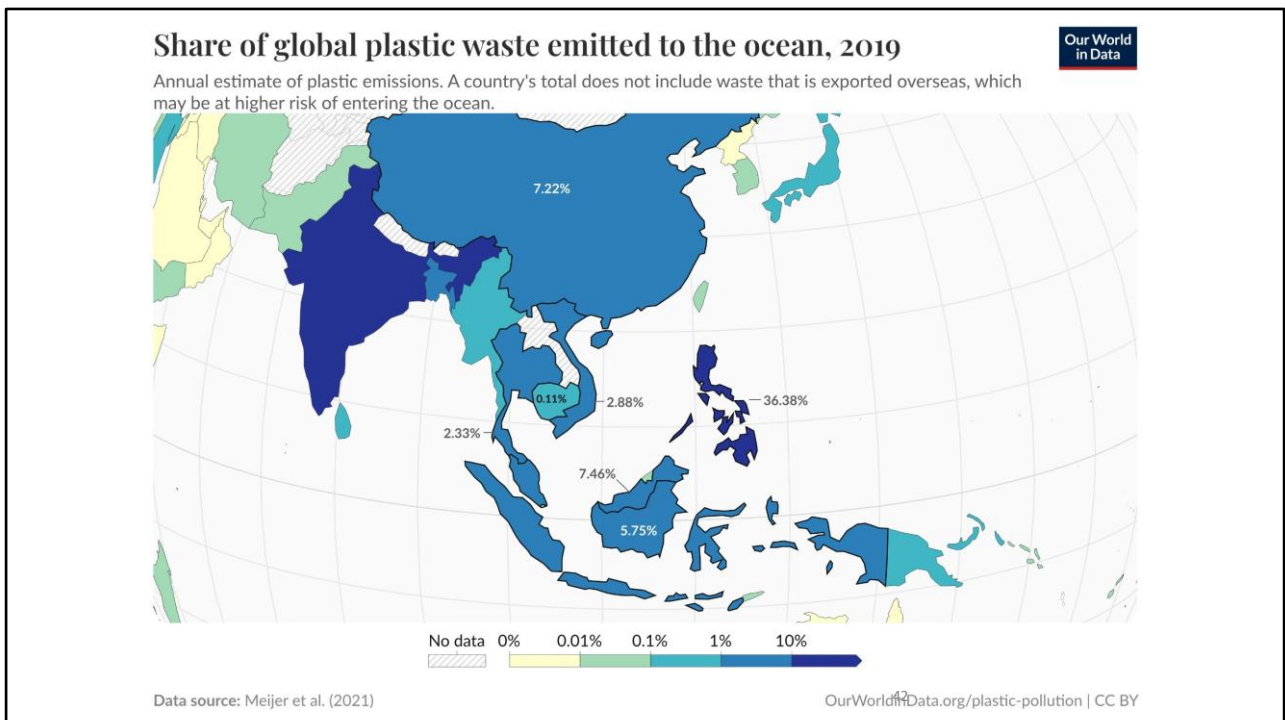 Share of global plastic waste emitted to the ocean, 2019
Our World
in Data
Annual estimate of plastic emissions. A country's total does not include waste that is exported overseas, which
may be at higher risk of entering the ocean.
7.22%
0.11%
2.88%
36.38%
2.33%
7.46%
5.75%
No data 0% 0.01% 0.1% 1% 10%
Data source: Meijer et al. (2021)
OurWorldinData.org/plastic-pollution | CC BY
42